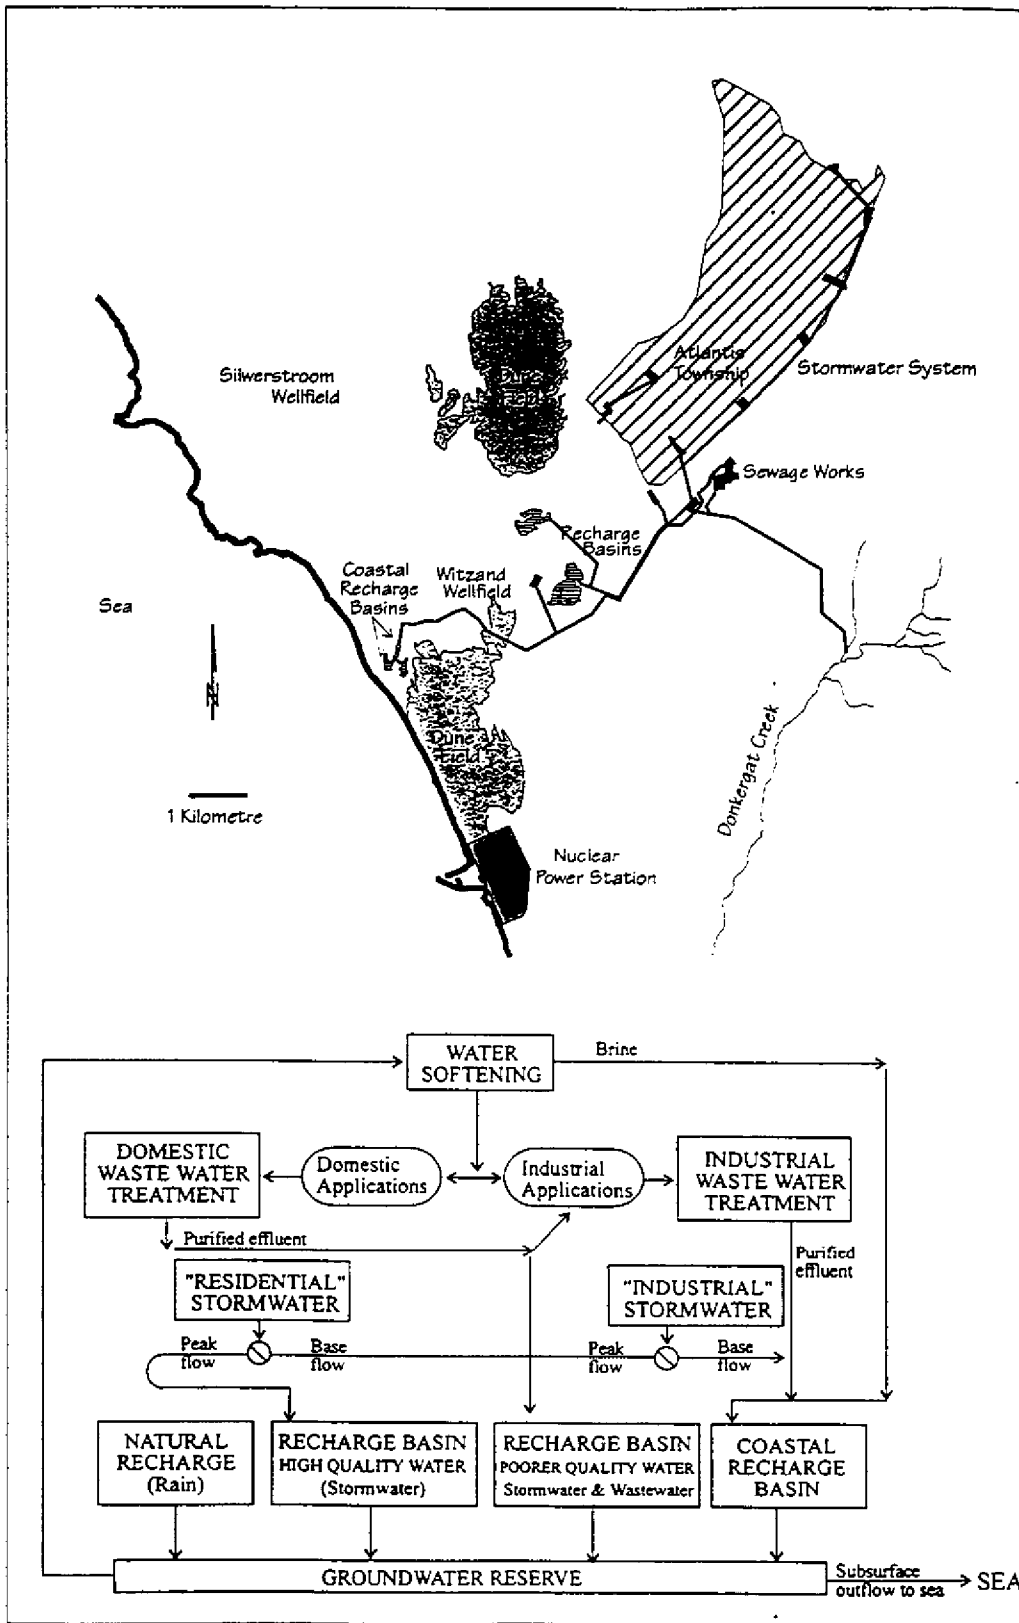 Silwerstroom
Wellfield
Dune
Field
Atlantis
Township
Stormwater System
Sewage Works
Recharge
Basins
Coastal
Recharge
Basins
Witzand
Wellfield
Sea
N
Dune
Field
1 Kilometre
Donkergat Creek
Nuclear
Power Station
WATER
SOFTENING
Brine
DOMESTIC
WASTE WATER
TREATMENT
Domestic
Applications
Industrial
Applications
INDUSTRIAL
WASTE WATER
TREATMENT
Purified effluent
Purified
effluent
"RESIDENTIAL"
STORMWATER
"INDUSTRIAL"
STORMWATER
Peak
flow
Base
flow
Peak
flow
Base
flow
NATURAL
RECHARGE
(Rain)
RECHARGE BASIN
HIGH QUALITY WATER
(Stormwater)
RECHARGE BASIN
POORER QUALITY WATER
Stormwater & Wastewater
COASTAL
RECHARGE
BASIN
GROUNDWATER RESERVE
Subsurface
outflow to sea
SEA